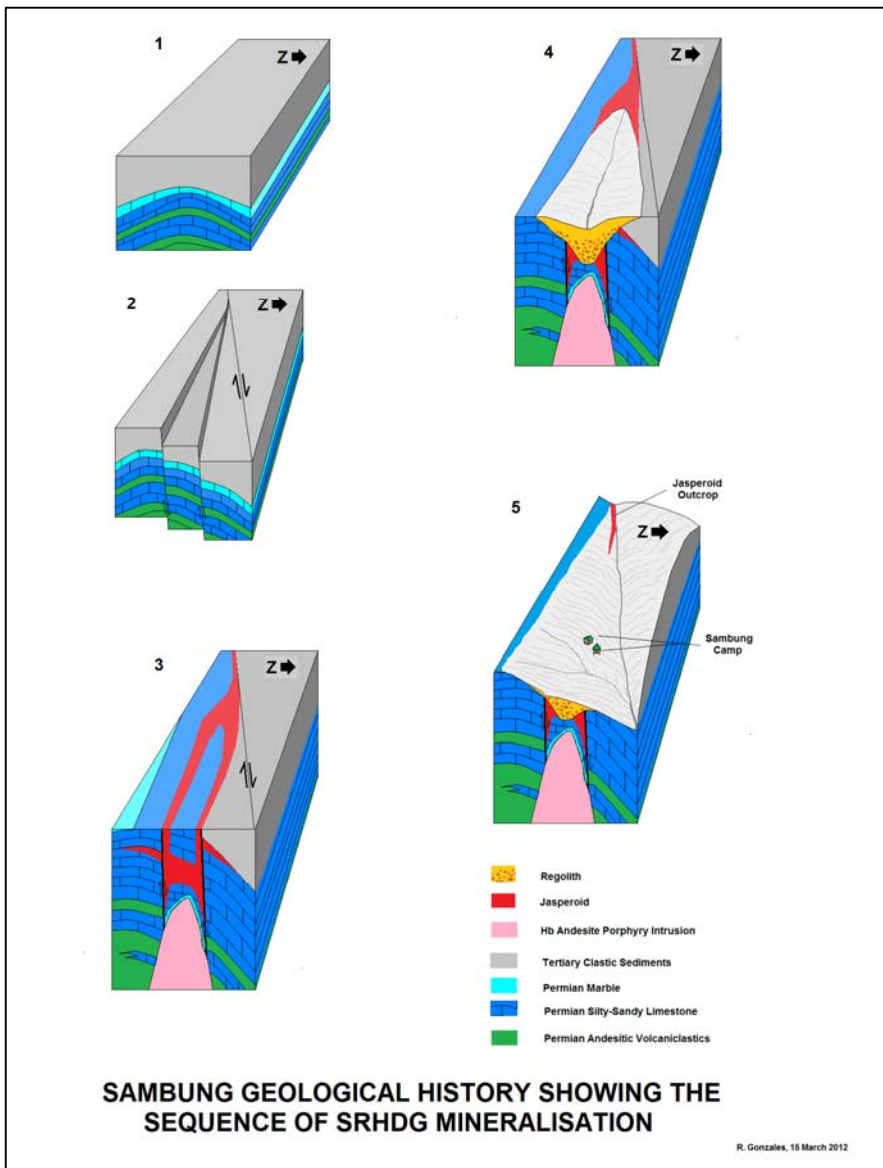 1
Z
2
Z
3
Z
4
Z
5
Jasperoid
Outcrop
Z
Sambung
Camp
Regolith
Jasperoid
Hb Andesite Porphyry Intrusion
Tertiary Clastic Sediments
Permian Marble
Permian Silty-Sandy Limestone
Permian Andesitic Volcaniclastics
SAMBUNG GEOLOGICAL HISTORY SHOWING THE
SEQUENCE OF SRHDG MINERALISATION
R. Gonzales, 15 March 2012